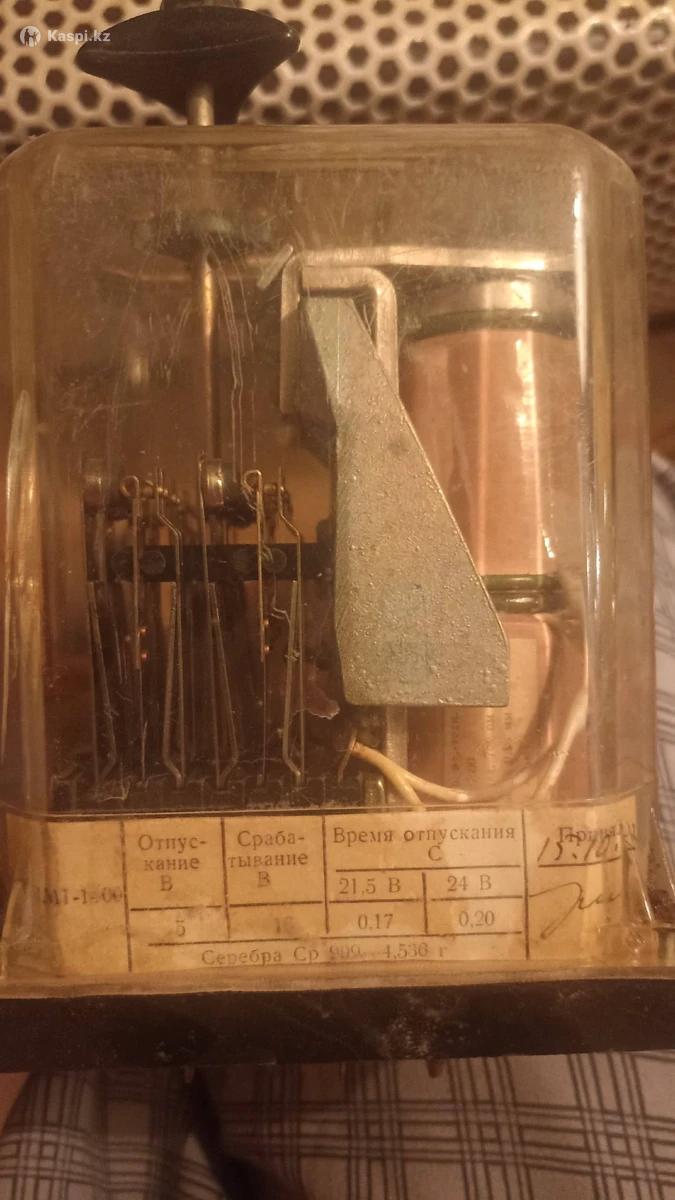 Kaspi.kz
Отпус-
кание
В
Сраба-
тывание
В
Время отпускания
С
21,5 В
24 В
5
16
0,17
0,20
Серебра Ср 999 4,536 г